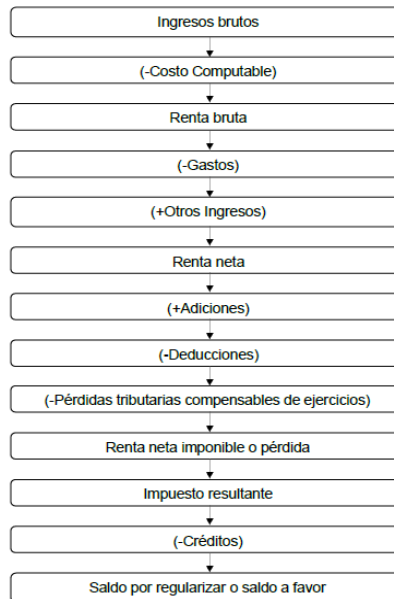 Ingresos brutos
(-Costo Computable)
Renta bruta
(-Gastos)
(+Otros Ingresos)
Renta neta
(+Adiciones)
(-Deducciones)
(-Pérdidas tributarias compensables de ejercicios)
Renta neta imponible o pérdida
Impuesto resultante
(-Créditos)
Saldo por regularizar o saldo a favor